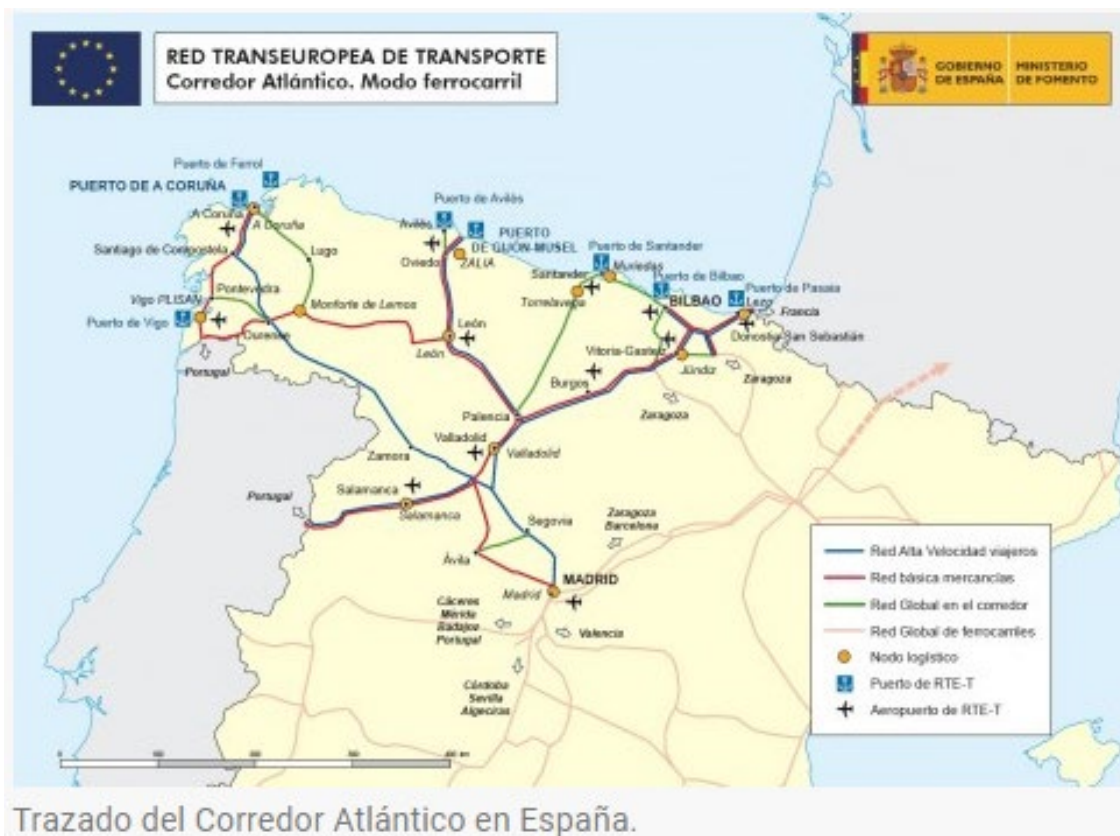 RED TRANSEUROPEA DE TRANSPORTE
Corredor Atlántico. Modo ferrocarril
GOBIERNO DE ESPAÑA
MINISTERIO DE FOMENTO
Puerto de Ferrol
PUERTO DE A CORUÑA
A Coruña
A Coruña
Santiago de Compostela
Lugo
Pontevedra
Vigo PLISAN
Puerto de Vigo
Ourense
Monforte de Lemos
Portugal
Puerto de Avilés
Avilés
PUERTO
DE GIJÓN-MUSEL
Oviedo
ZALIA
León
León
Puerto de Santander
Santander
Muriedas
Torrelavega
Puerto de Bilbao
BILBAO
Puerto de Pasaia
Lezo
Francia
Donostia-San Sebastián
Vitoria-Gasteiz
Júndiz
Zaragoza
Zaragoza
Burgos
Palencia
Valladolid
Valladolid
Zamora
Salamanca
Salamanca
Portugal
Segovia
Ávila
Zaragoza
Barcelona
MADRID
Madrid
Cáceres
Mérida
Badajoz
Portugal
Valencia
Córdoba
Sevilla
Algeciras
Red Alta Velocidad viajeros
Red básica mercancías
Red Global en el corredor
Red Global de ferrocarriles
Nodo logístico
Puerto de RTE-T
Aeropuerto de RTE-T
Trazado del Corredor Atlántico en España.